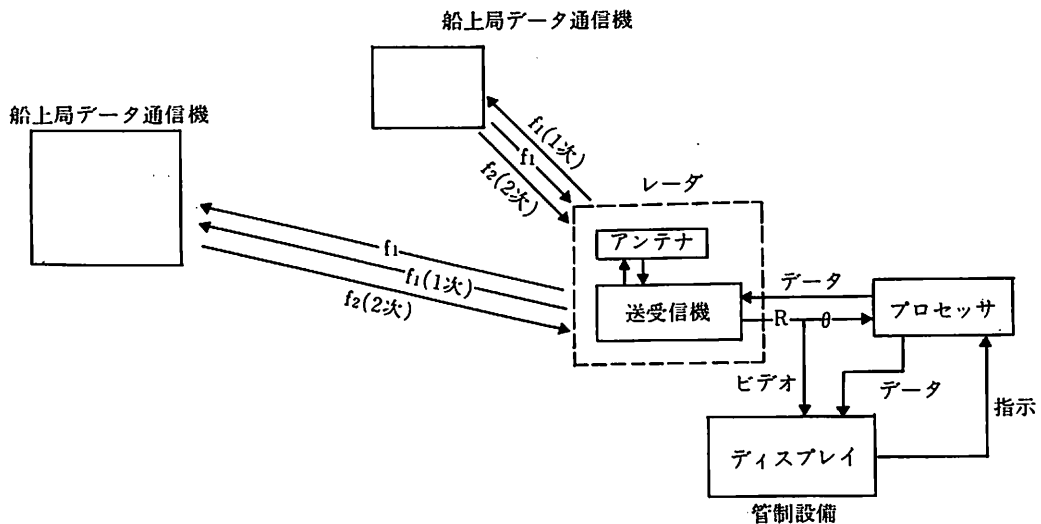 船上局データ通信機
船上局データ通信機
f1(1次)
f1
f2(2次)
レーダ
アンテナ
送受信機
f1
f1(1次)
f2(2次)
データ
R θ
プロセッサ
ビデオ
データ
指示
ディスプレイ
管制設備